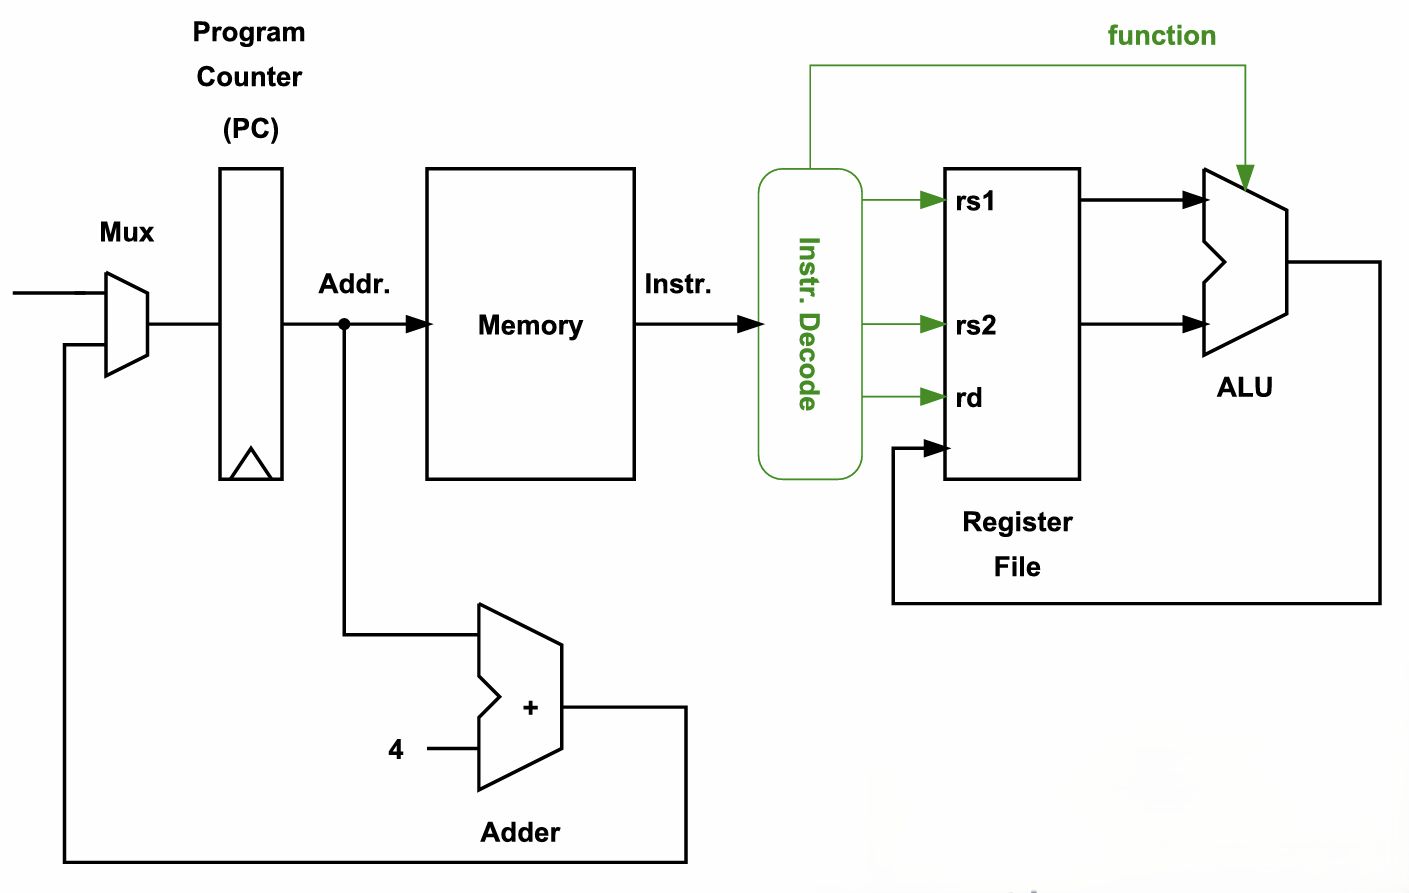 Program
Counter
(PC)
function
Mux
Addr.
Memory
Instr.
Instr. Decode
rs1
rs2
rd
ALU
Register
File
+
4
Adder